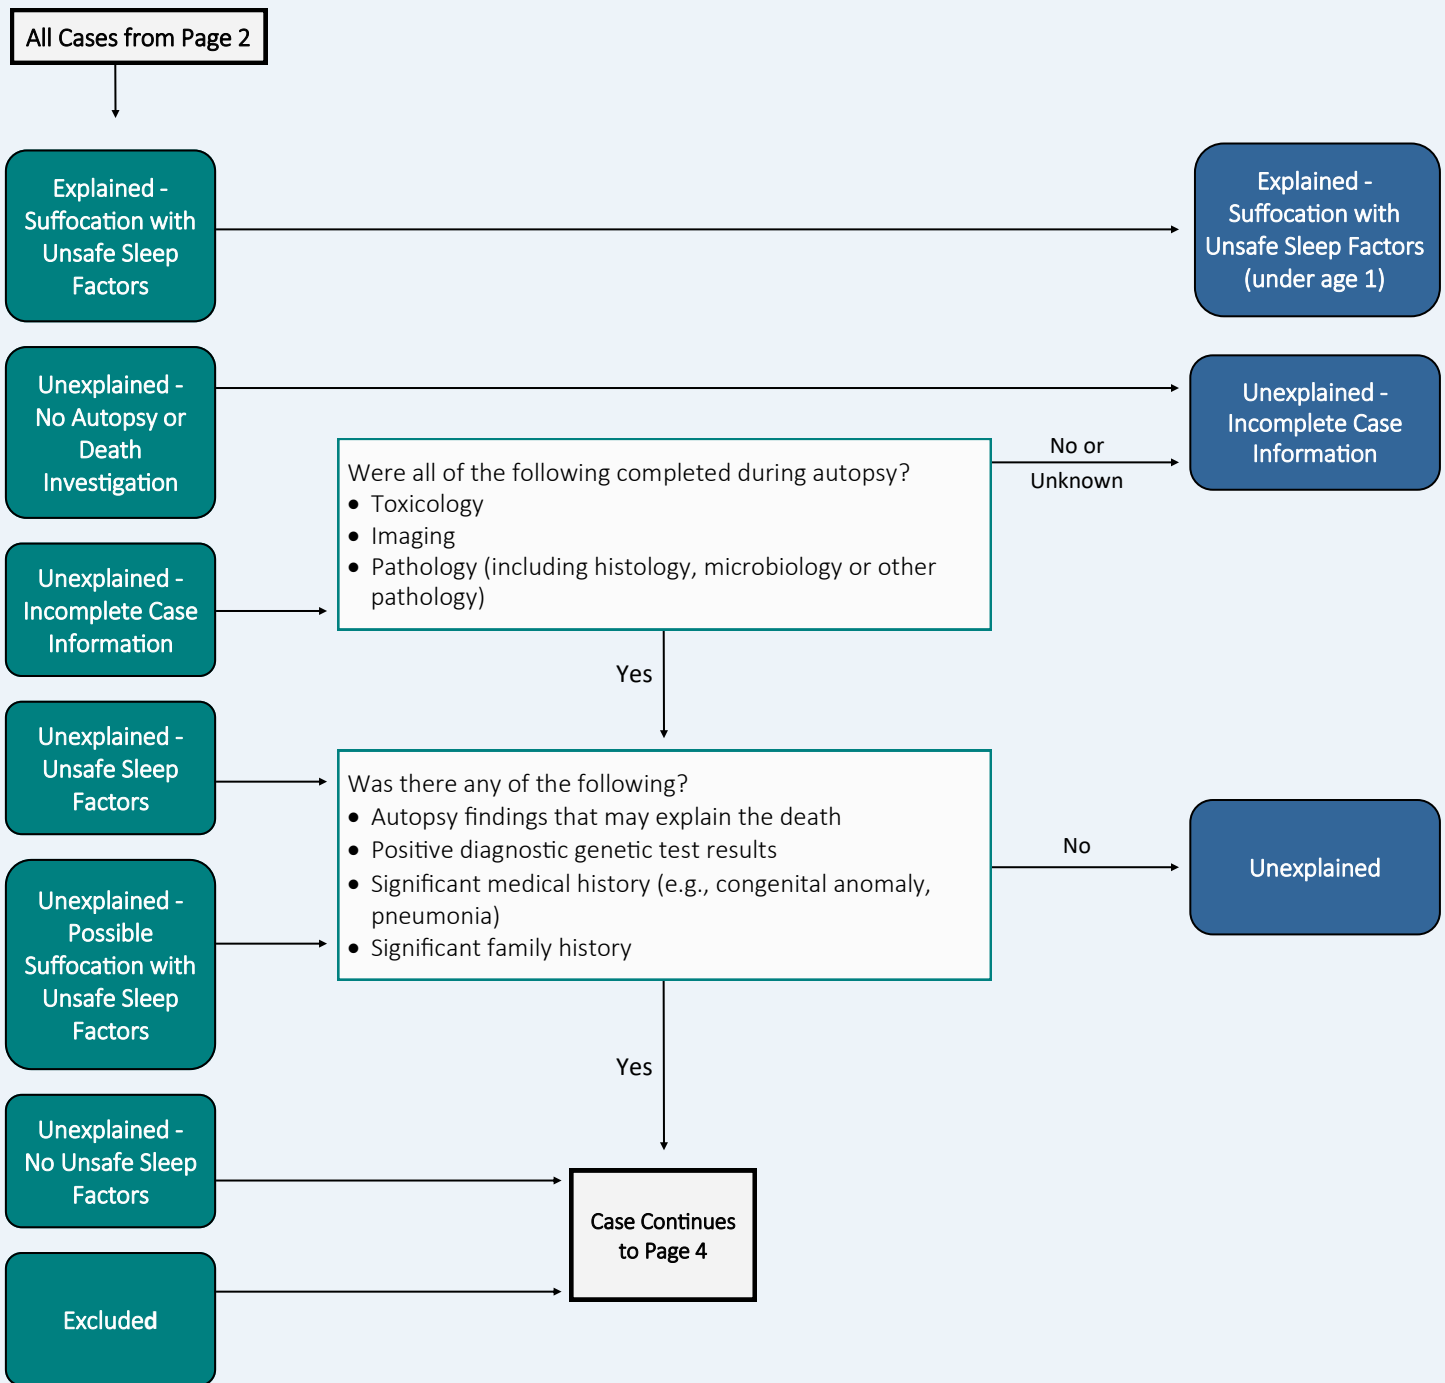 All Cases from Page 2
Explained -
Suffocation with
Unsafe Sleep
Factors
Explained -
Suffocation with
Unsafe Sleep Factors
(under age 1)
Unexplained -
No Autopsy or
Death
Investigation
Unexplained -
Incomplete Case
Information
Were all of the following completed during autopsy?
• Toxicology
• Imaging
• Pathology (including histology, microbiology or other
pathology)
No or
Unknown
Unexplained -
Incomplete Case
Information
Yes
Unexplained -
Unsafe Sleep
Factors
Was there any of the following?
• Autopsy findings that may explain the death
• Positive diagnostic genetic test results
• Significant medical history (e.g., congenital anomaly,
pneumonia)
• Significant family history
No
Unexplained
Unexplained -
Possible
Suffocation with
Unsafe Sleep
Factors
Yes
Unexplained -
No Unsafe Sleep
Factors
Case Continues
to Page 4
Excluded